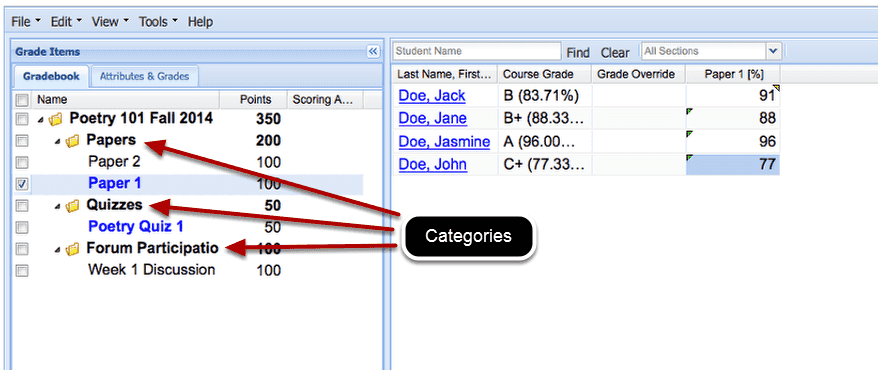 File Edit View Tools Help
Grade Items
Gradebook Attributes & Grades
Name Points Scoring A...
Poetry 101 Fall 2014 350
Papers 200
Paper 2 100
Paper 1 100
Quizzes 50
Poetry Quiz 1 50
Forum Participatio 100
Week 1 Discussion 100
Student Name Find Clear All Sections
Last Name, First... Course Grade Grade Override Paper 1 [%]
Doe, Jack B (83.71%) 91
Doe, Jane B+ (88.33... 88
Doe, Jasmine A (96.00... 96
Doe, John C+ (77.33... 77
Categories